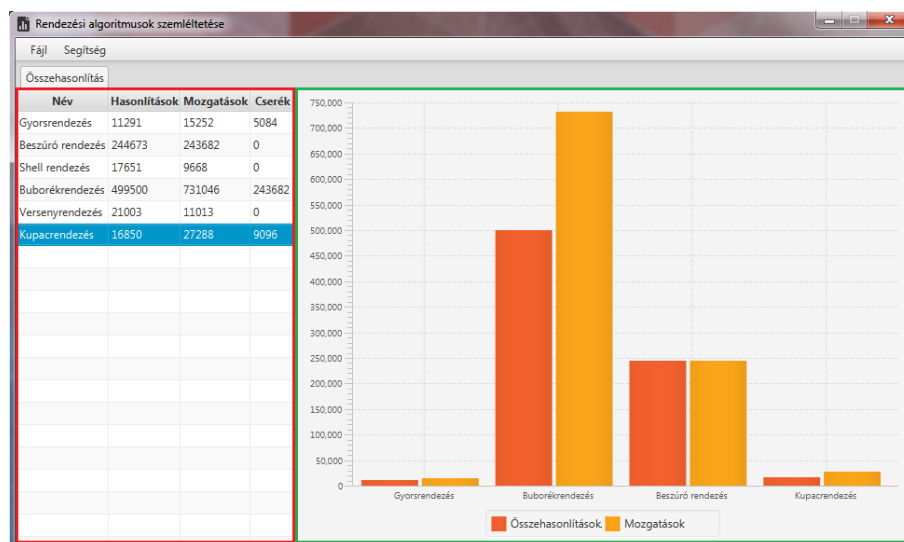 Rendezési algoritmusok szemléltetése
Fájl Segítség
Összehasonlítás
Név Hasonlítások Mozgatások Cserék
Gyorsrendezés 11291 15252 5084
Beszúró rendezés 244673 243682 0
Shell rendezés 17651 9668 0
Buborékrendezés 499500 731046 243682
Versenyrendezés 21003 11013 0
Kupacrendezés 16850 27288 9096
750,000
700,000
650,000
600,000
550,000
500,000
450,000
400,000
350,000
300,000
250,000
200,000
150,000
100,000
50,000
0
Gyorsrendezés Buborékrendezés Beszúró rendezés Kupacrendezés
Összehasonlítások Mozgatások